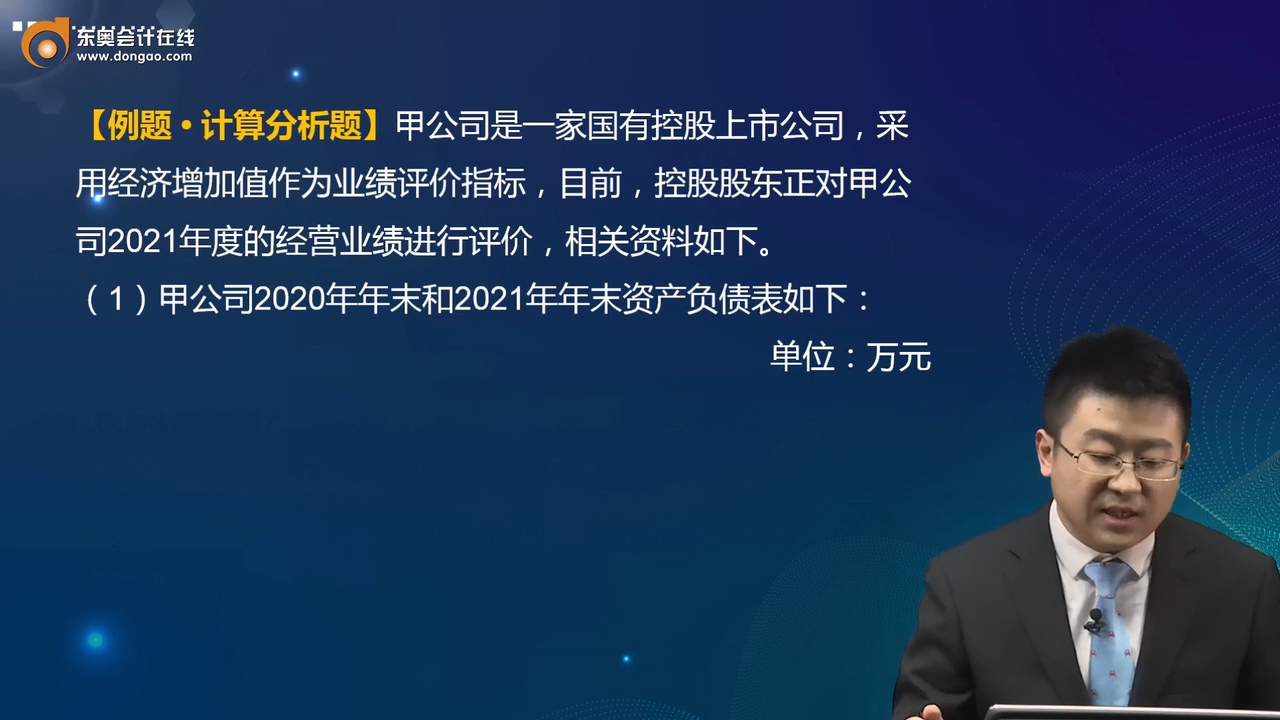 东奥会计在线
www.dongao.com
【例题•计算分析题】甲公司是一家国有控股上市公司，采
用经济增加值作为业绩评价指标，目前，控股股东正对甲公
司2021年度的经营业绩进行评价，相关资料如下。
（1）甲公司2020年年末和2021年年末资产负债表如下：
单位：万元